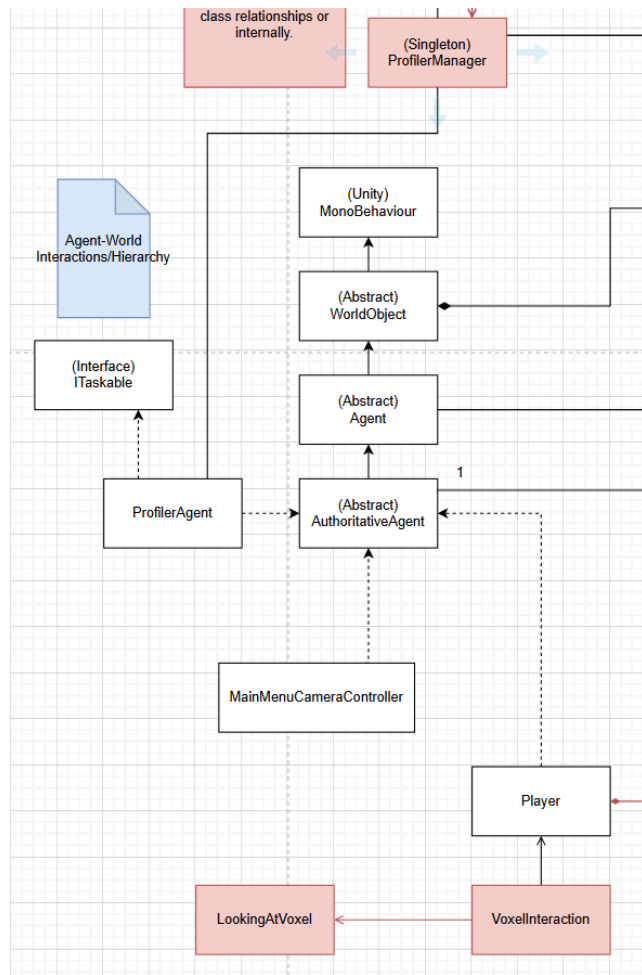 class relationships or
internally.
(Singleton)
ProfilerManager
(Unity)
MonoBehaviour
Agent-World
Interactions/Hierarchy
(Abstract)
WorldObject
(Interface)
ITaskable
(Abstract)
Agent
1
ProfilerAgent
(Abstract)
AuthoritativeAgent
MainMenuCameraController
Player
LookingAtVoxel
VoxelInteraction